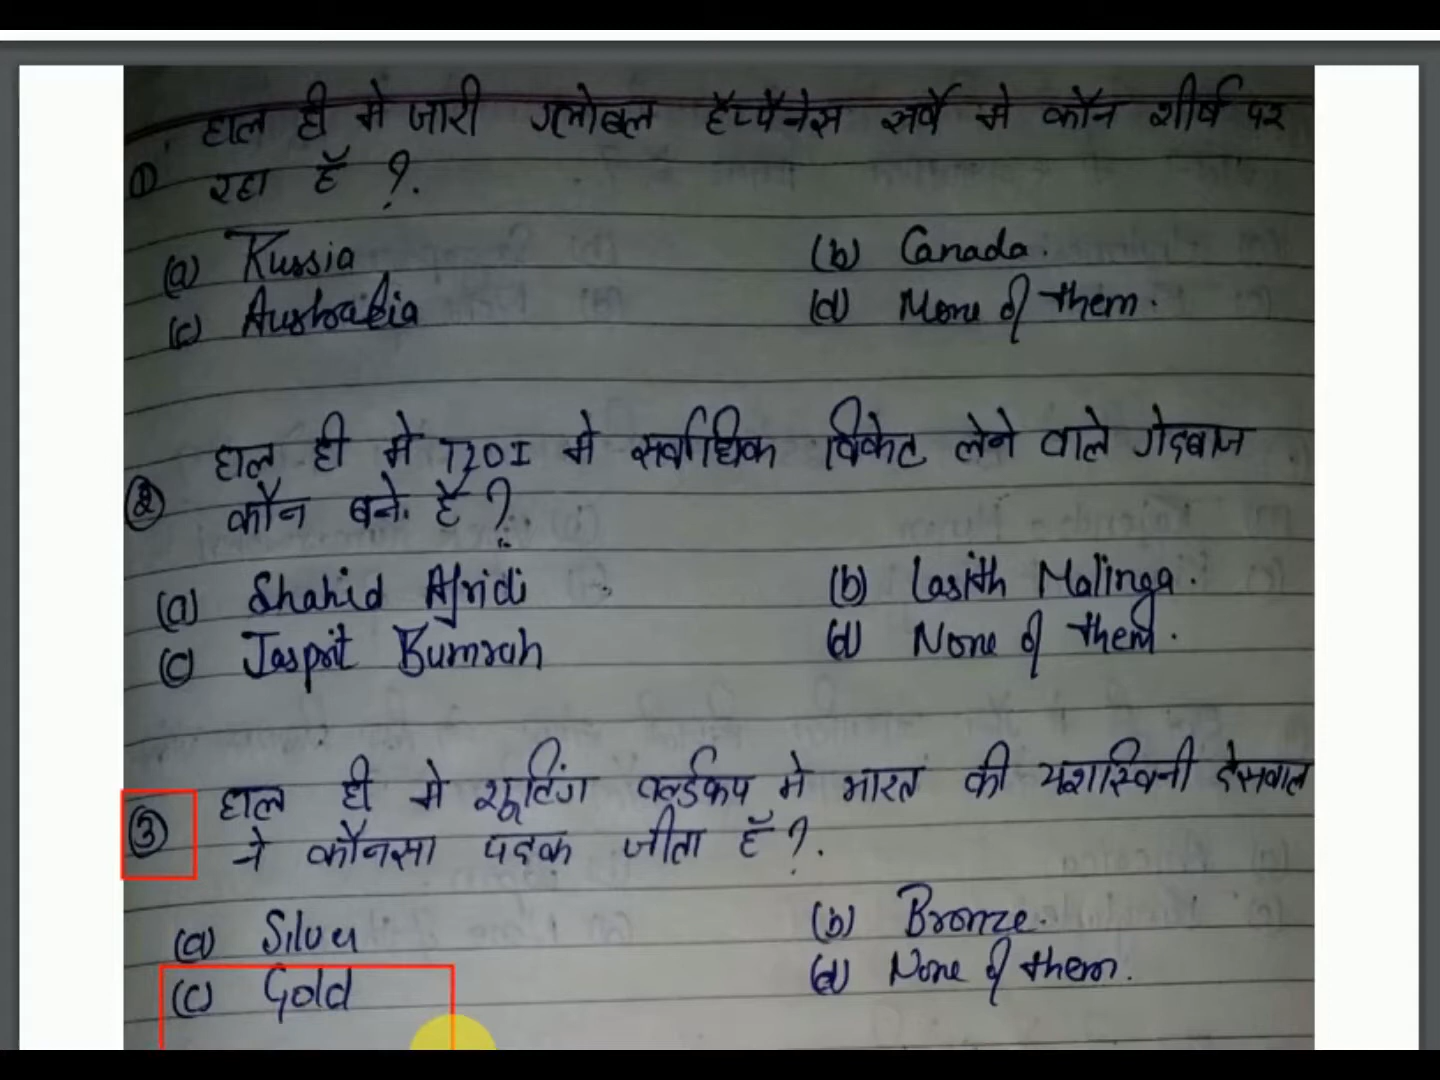 हाल ही मे जारी ग्लोबल हैप्पैनेस सर्वे मे कौन शीर्ष पर
① रहा है ?.
(a) Russia (b) Canada.
(c) Australia (d) None of them.
हाल ही मे T20I मे सर्वाधिक विकेट लेने वाले गेदबाज
② कौन बने है ?
(a) Shahid Afridi (b) Lasith Malinga.
(c) Jasprit Bumrah (d) None of them.
हाल ही मे शूटिंग वर्ल्डकप मे भारत की यशस्विनी देसवाल
③ ने कौनसा पदक जीता है ?.
(a) Silver (b) Bronze.
(c) Gold (d) None of them.